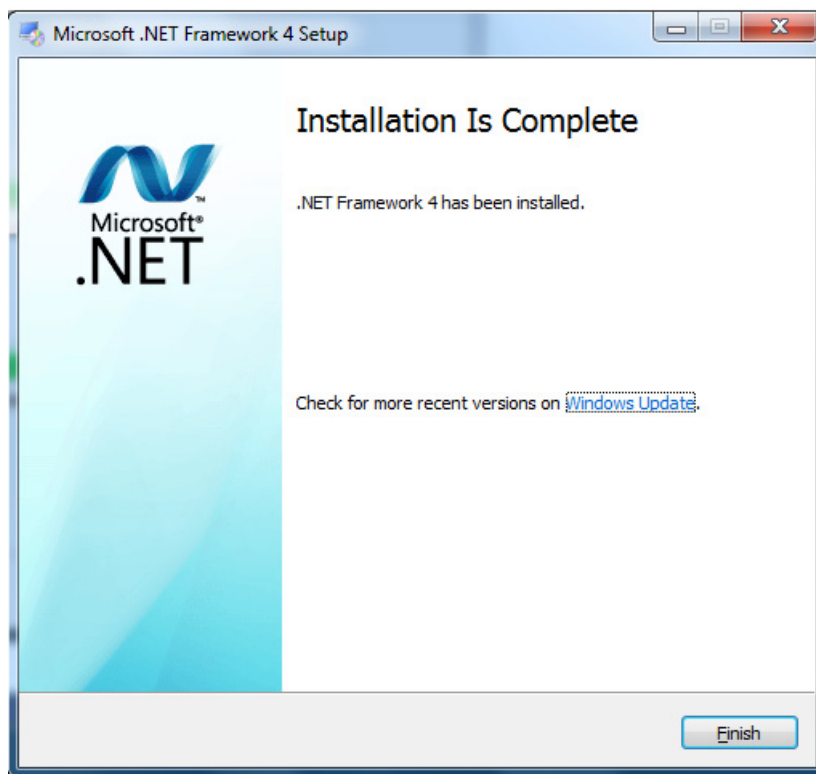 Microsoft .NET Framework 4 Setup
Installation Is Complete
.NET Framework 4 has been installed.
Microsoft®
.NET™
Check for more recent versions on Windows Update.
Finish